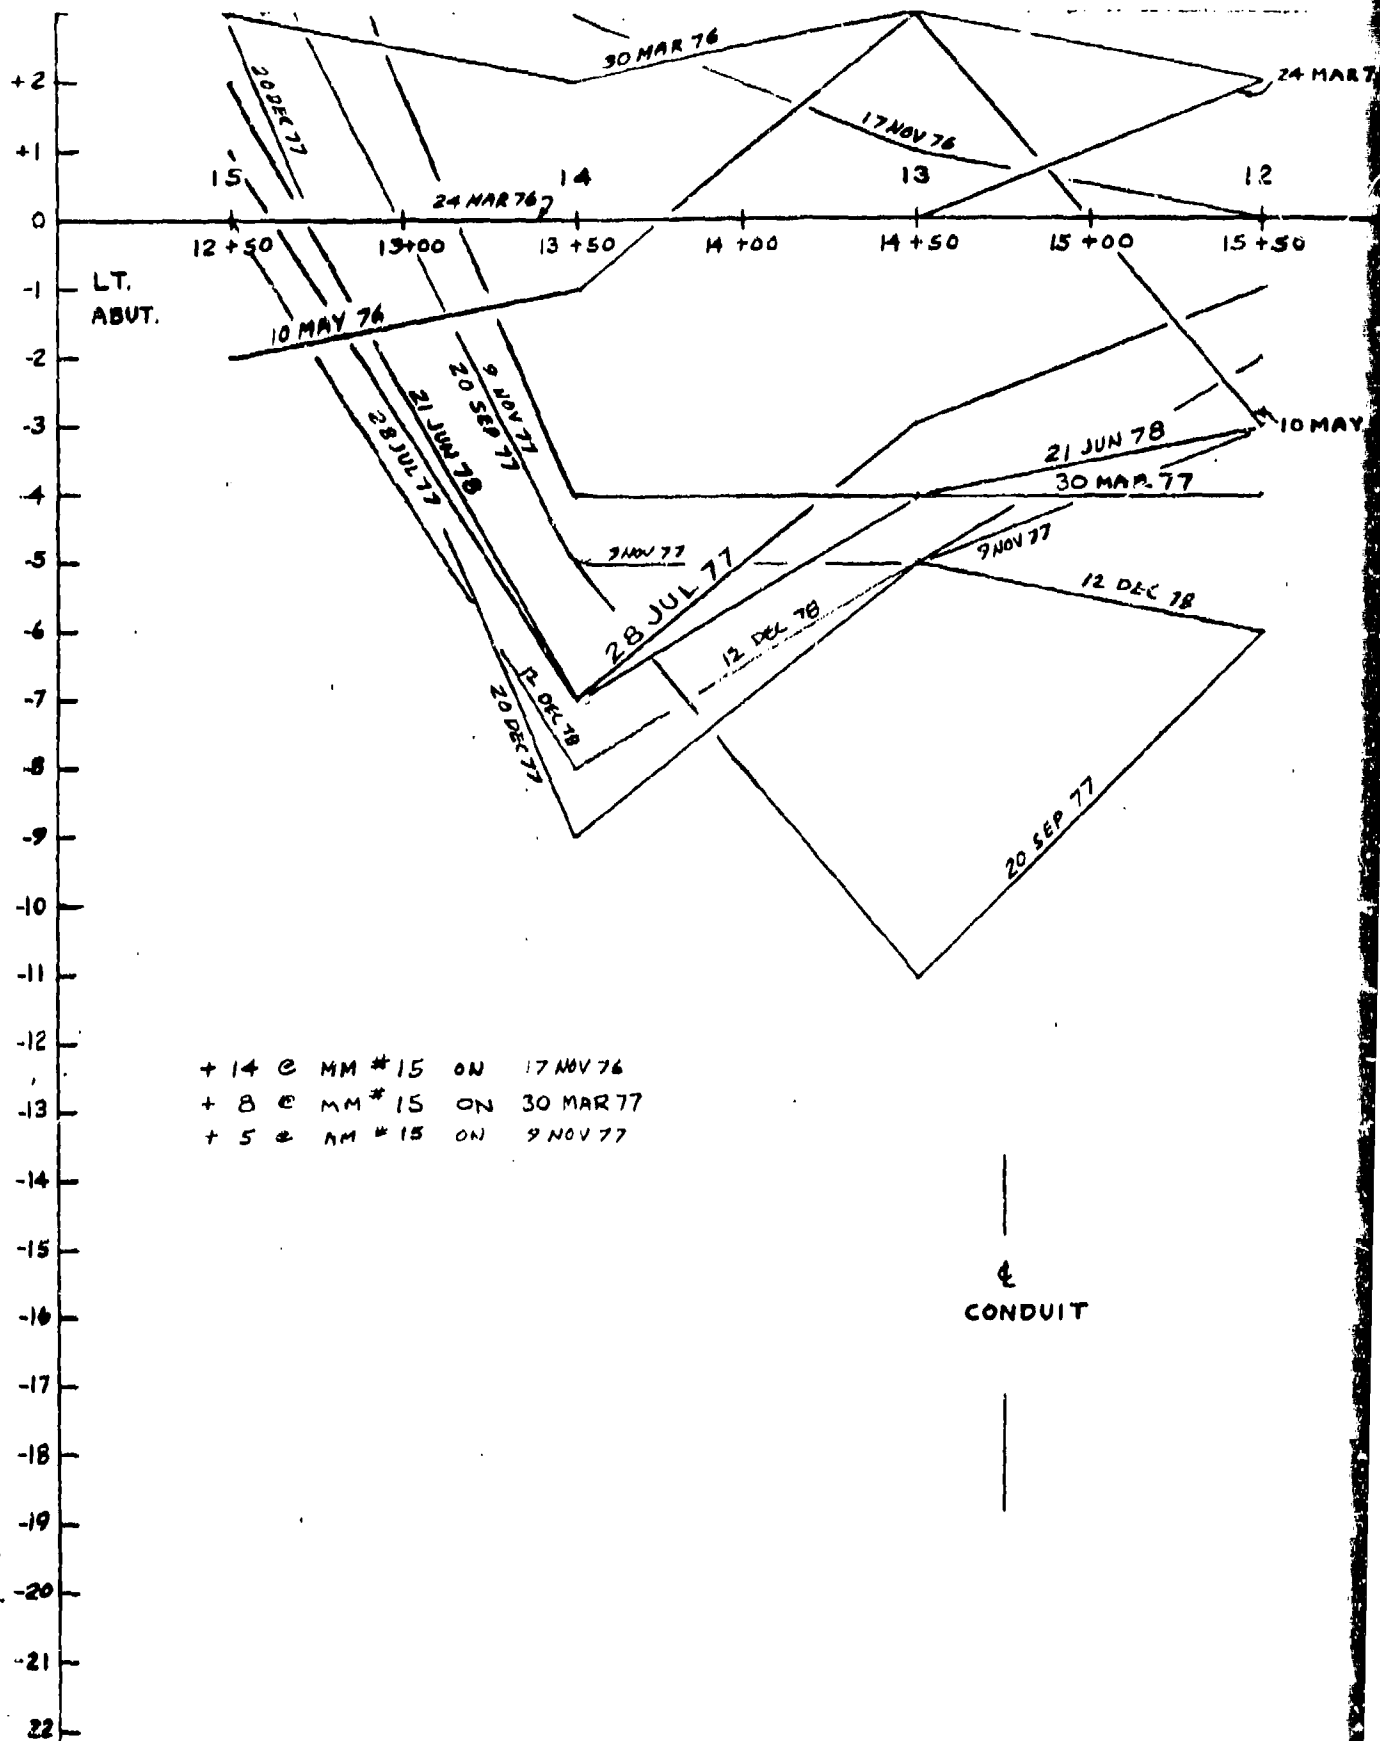 30 MAR 76
+2
24 MAR 7
20 DEC 77
17 NOV 76
+1
15
14
13
12
24 MAR 76
0
12+50
13+00
13+50
14+00
14+50
15+00
15+50
-1
LT.
ABUT.
10 MAY 76
-2
9 NOV 77
20 SEP 77
21 JUN 78
28 JUL 77
-3
10 MAY
21 JUN 78
30 MAR 77
-4
9 NOV 77
9 NOV 77
-5
28 JUL 77
12 DEC 78
12 DEC 78
-6
12 DEC 78
20 DEC 77
-7
-8
20 SEP 77
-9
-10
-11
-12
+ 14 @ MM # 15 ON 17 NOV 76
+ 8 @ MM # 15 ON 30 MAR 77
-13
+ 5 @ MM # 15 ON 9 NOV 77
-14
-15
℄
CONDUIT
-16
-17
-18
-19
-20
-21
22